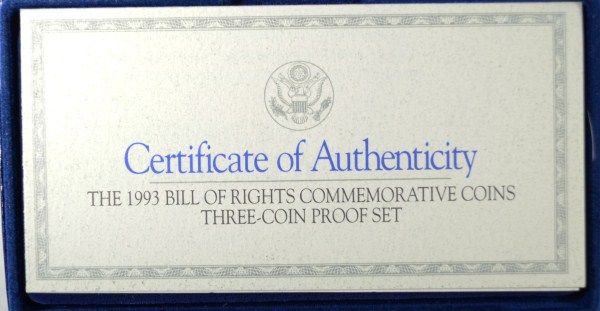 Certificate of Authenticity
THE 1993 BILL OF RIGHTS COMMEMORATIVE COINS
THREE-COIN PROOF SET